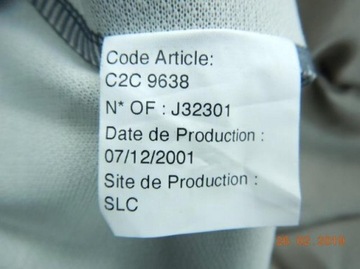 Code Article:
C2C 9638
N* OF : J32301
Date de Production :
07/12/2001
Site de Production :
SLC